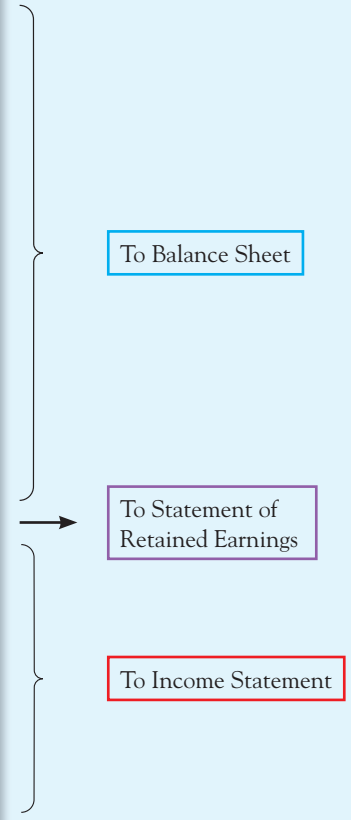 To Balance Sheet
To Statement of
Retained Earnings
To Income Statement